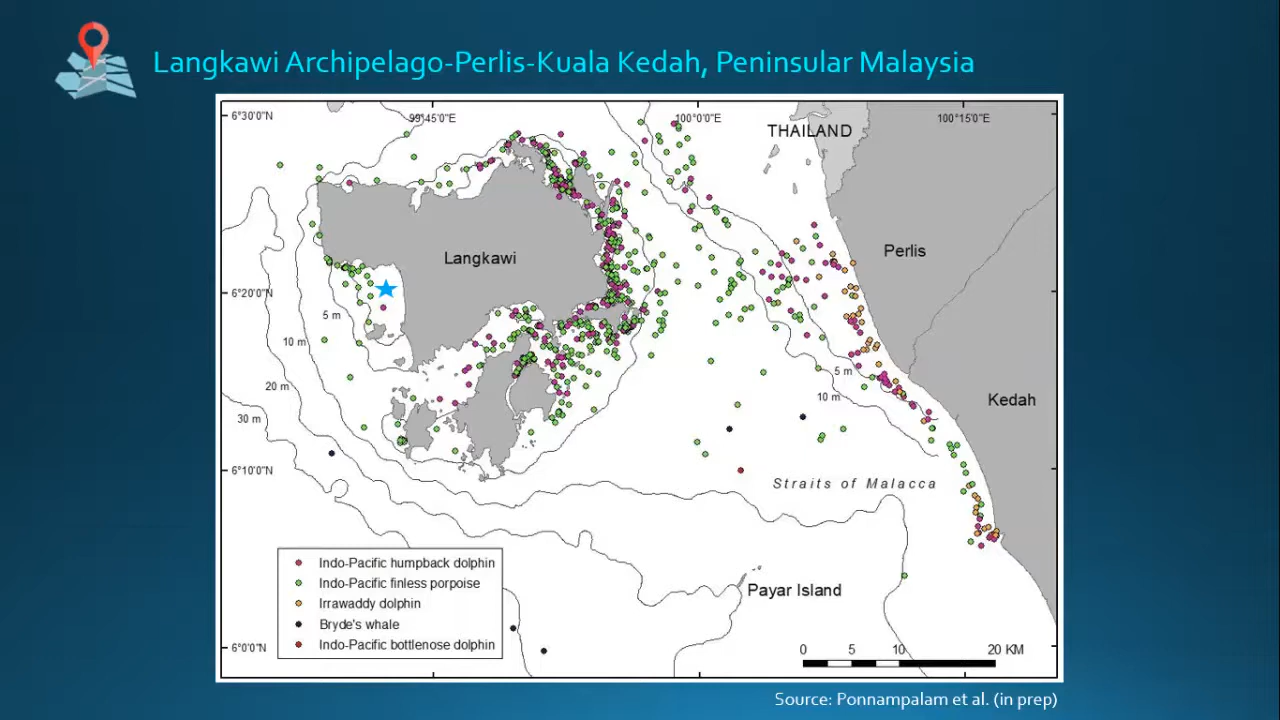 Langkawi Archipelago-Perlis-Kuala Kedah, Peninsular Malaysia
6°30'0"N
99°45'0"E
100°0'0"E
100°15'0"E
THAILAND
Perlis
Langkawi
6°20'0"N
5 m
10 m
20 m
30 m
5 m
10 m
Kedah
6°10'0"N
Straits of Malacca
Indo-Pacific humpback dolphin
Indo-Pacific finless porpoise
Irrawaddy dolphin
Bryde's whale
Indo-Pacific bottlenose dolphin
Payar Island
6°0'0"N
0 5 10 20 KM
Source: Ponnampalam et al. (in prep)